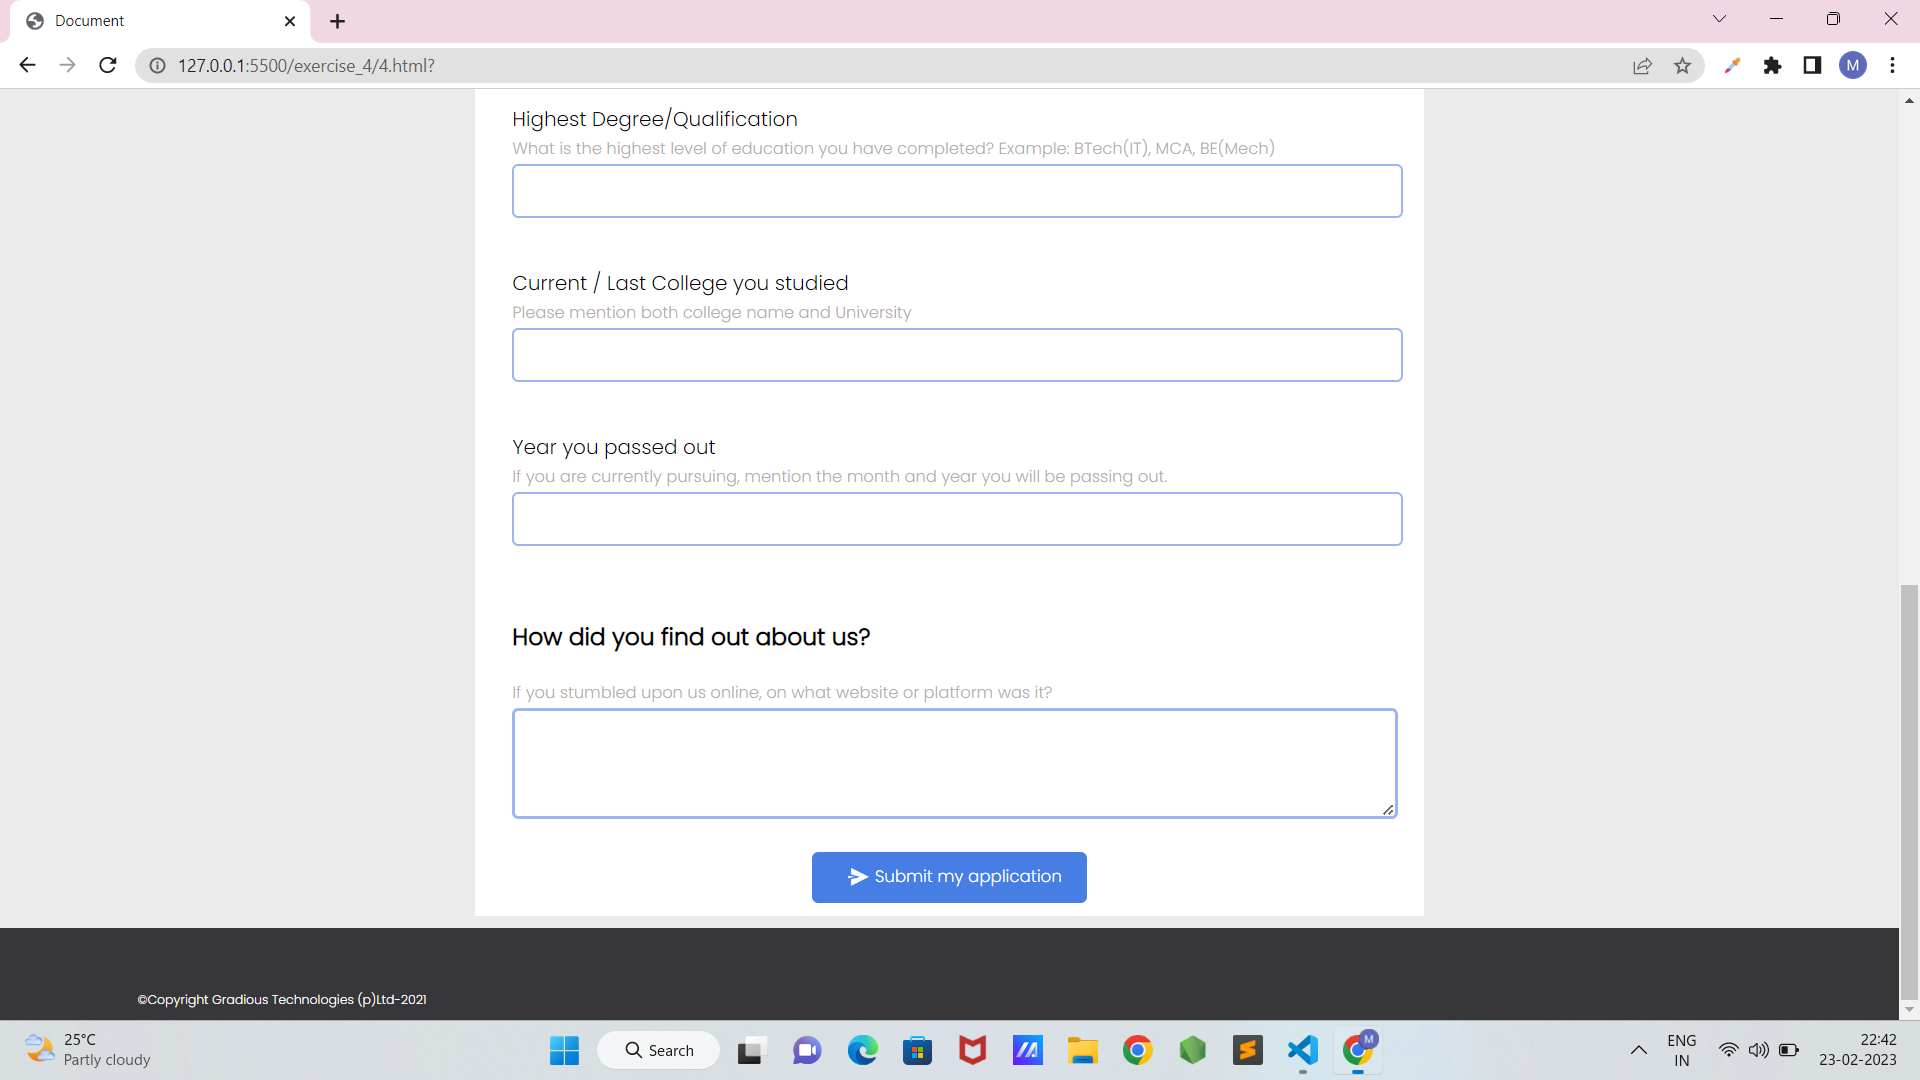 Document
127.0.0.1:5500/exercise_4/4.html?
M
Highest Degree/Qualification
What is the highest level of education you have completed? Example: BTech(IT), MCA, BE(Mech)
Current / Last College you studied
Please mention both college name and University
Year you passed out
If you are currently pursuing, mention the month and year you will be passing out.
How did you find out about us?
If you stumbled upon us online, on what website or platform was it?
Submit my application
©Copyright Gradious Technologies (p)Ltd-2021
25°C
Partly cloudy
Search
M
ENG
IN
22:42
23-02-2023